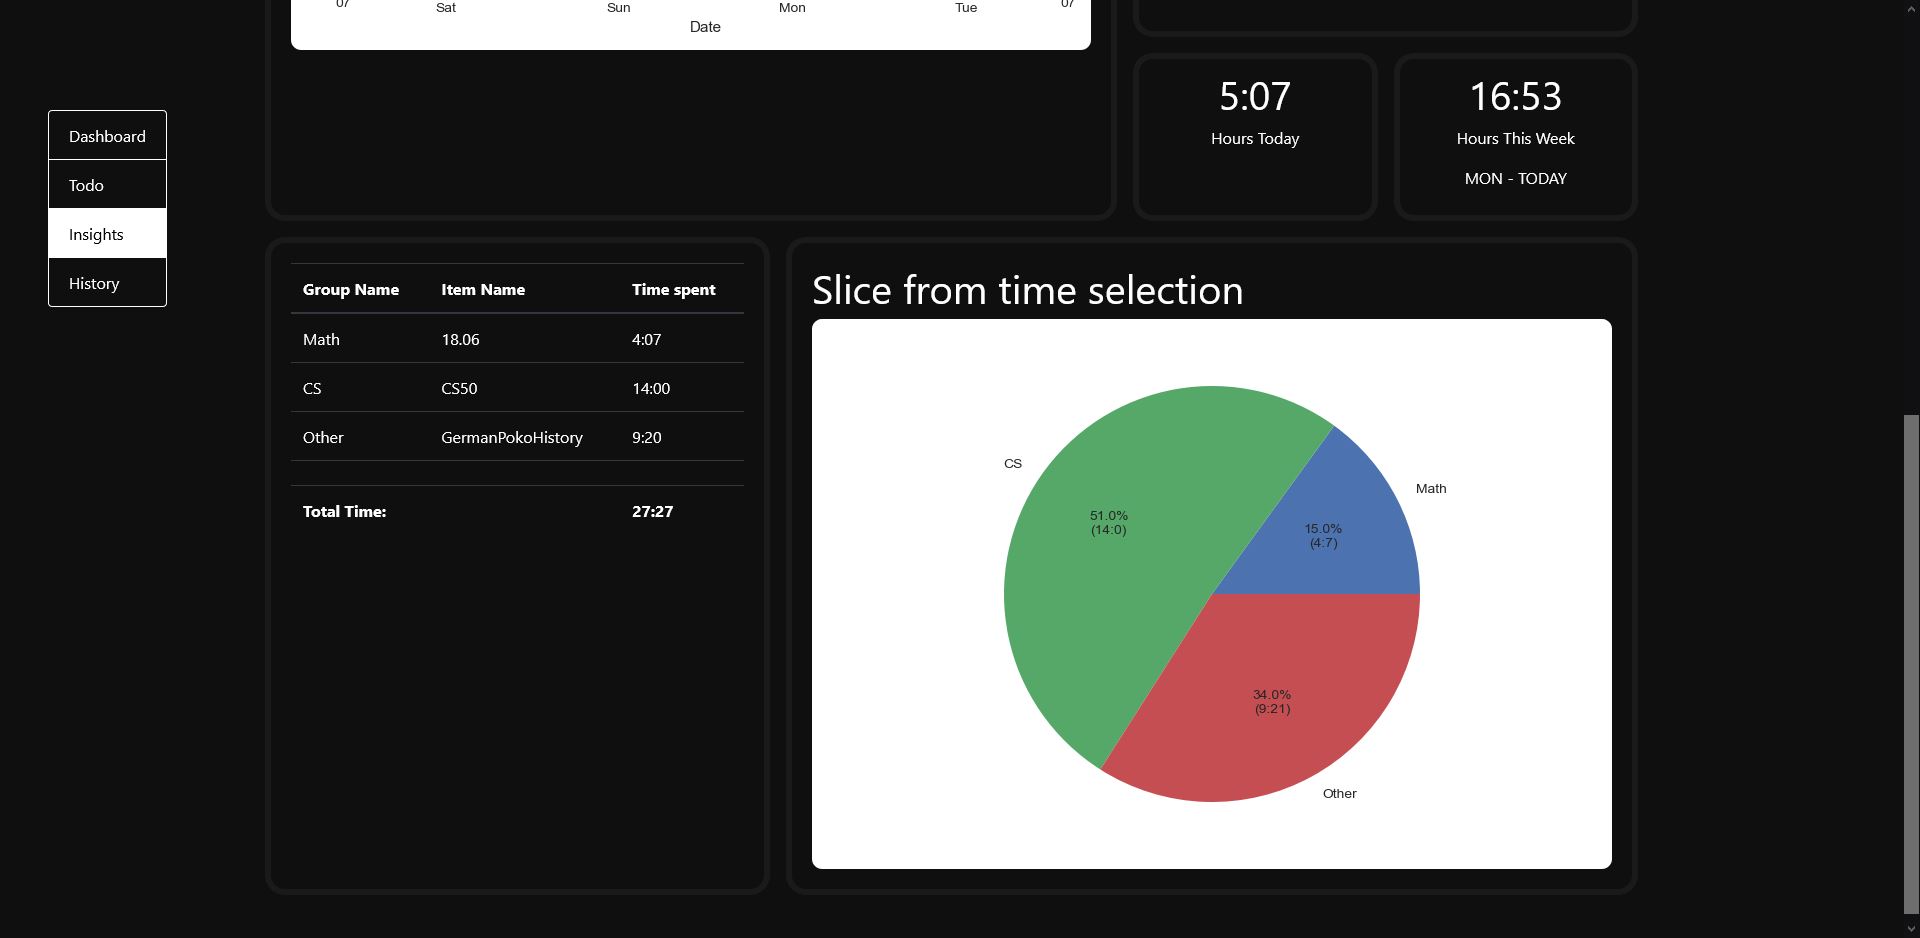 07 Sat Sun Mon Tue 07
Date
Dashboard
Todo
Insights
History
5:07
Hours Today
16:53
Hours This Week
MON - TODAY
Group Name Item Name Time spent
Math 18.06 4:07
CS CS50 14:00
Other GermanPokoHistory 9:20
Total Time: 27:27
Slice from time selection
CS
51.0%
(14:0)
Math
15.0%
(4:7)
34.0%
(9:21)
Other